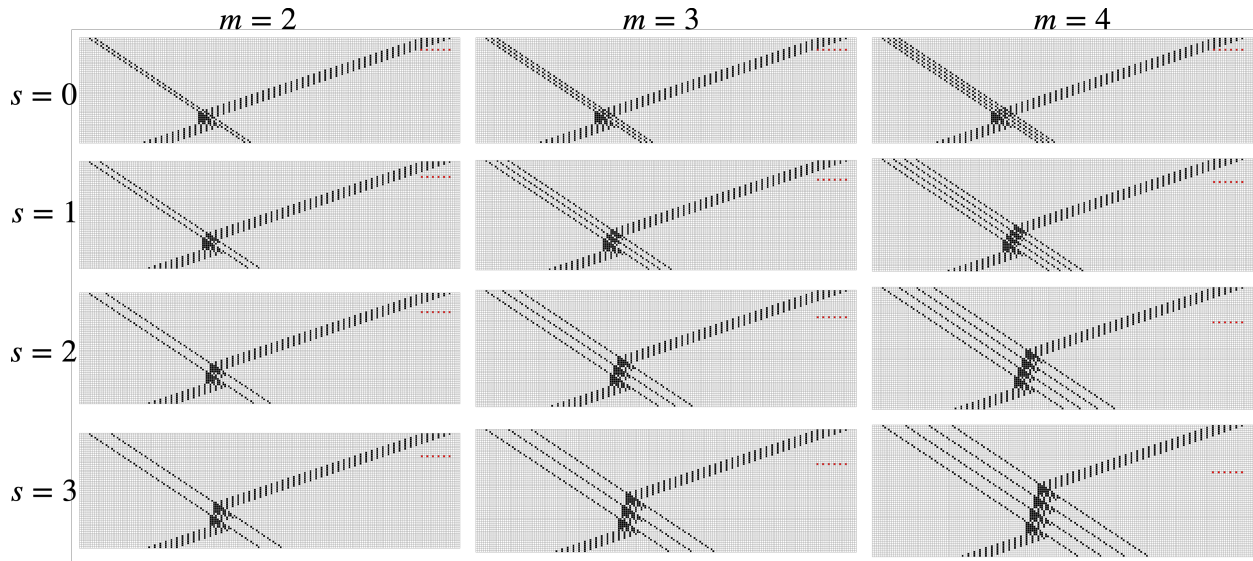 m = 2 m = 3 m = 4
s = 0
s = 1
s = 2
s = 3